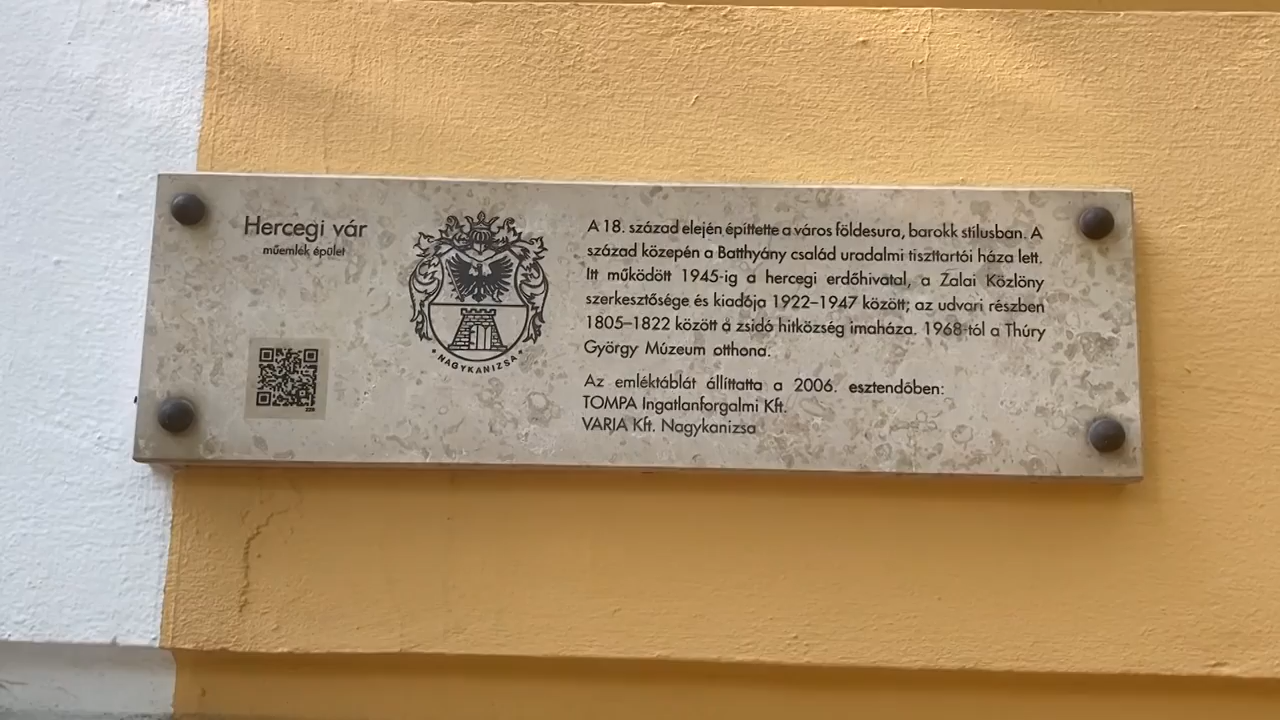 Hercegi vár
műemlék épület
NAGYKANIZSA
A 18. század elején építtette a város földesura, barokk stílusban. A
század közepén a Batthyány család uradalmi tiszttartói háza lett.
Itt működött 1945-ig a hercegi erdőhivatal, a Zalai Közlöny
szerkesztősége és kiadója 1922–1947 között; az udvari részben
1805–1822 között a zsidó hitközség imaháza. 1968-tól a Thúry
György Múzeum otthona.
Az emléktáblát állíttatta a 2006. esztendőben:
TOMPA Ingatlanforgalmi Kft.
VARIA Kft. Nagykanizsa